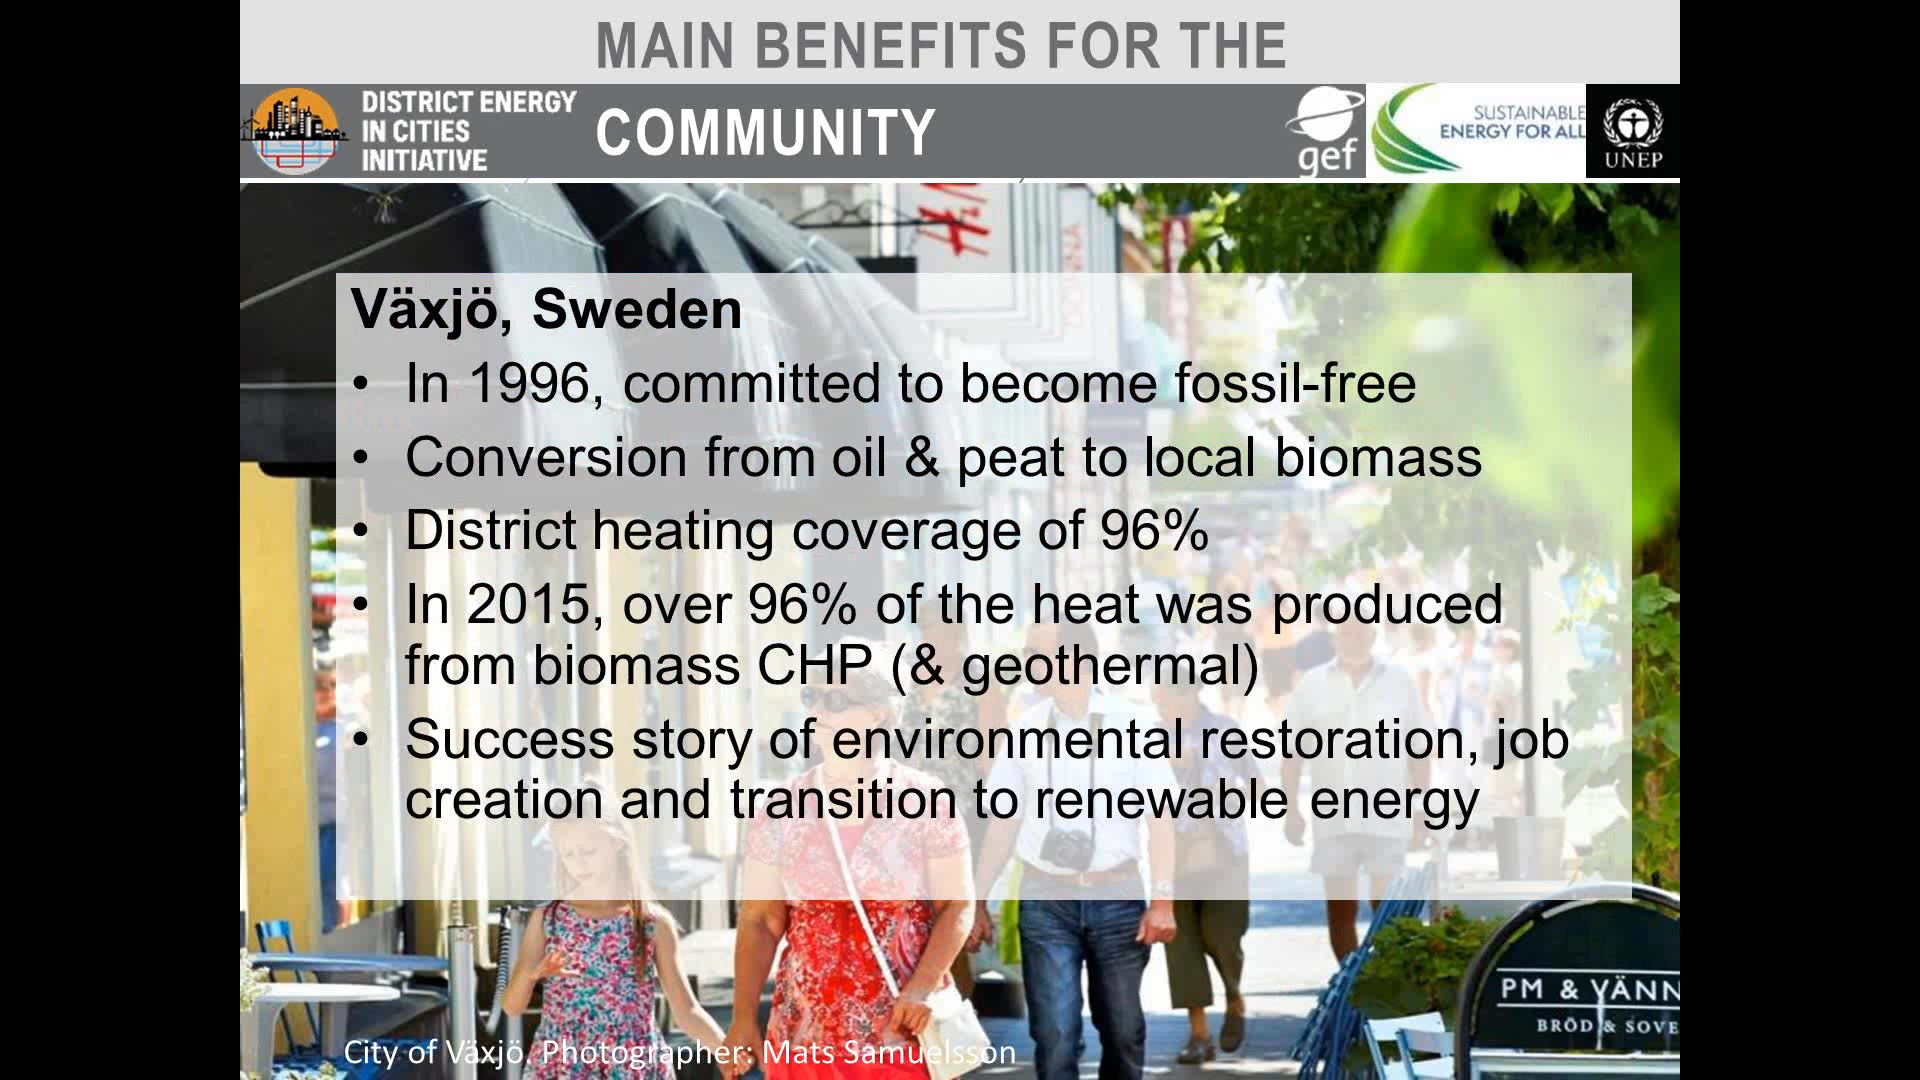 MAIN BENEFITS FOR THE
COMMUNITY
DISTRICT ENERGY
IN CITIES
INITIATIVE
gef
SUSTAINABLE
ENERGY FOR ALL
UNEP
H&M
Växjö, Sweden
• In 1996, committed to become fossil-free
• Conversion from oil & peat to local biomass
• District heating coverage of 96%
• In 2015, over 96% of the heat was produced
from biomass CHP (& geothermal)
• Success story of environmental restoration, job
creation and transition to renewable energy
PM & VÄNN
BRÖD & SOVE
City of Växjö. Photographer: Mats Samuelsson